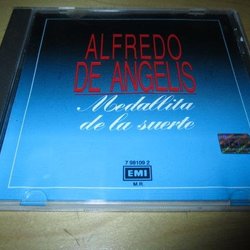 ALFREDO
DE ANGELIS
Medallita
de la suerte
7 98109 2
EMI
M.R.